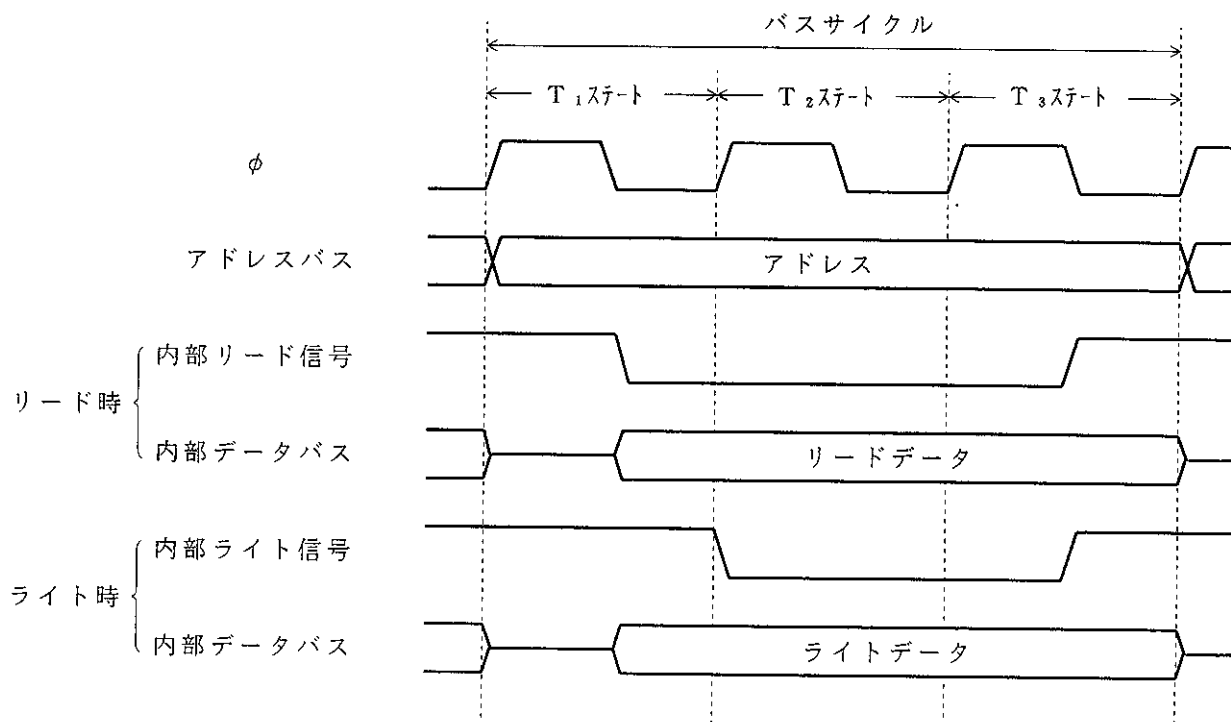 バスサイクル
T₁ステート
T₂ステート
T₃ステート
φ
アドレスバス
アドレス
リード時
内部リード信号
内部データバス
リードデータ
ライト時
内部ライト信号
内部データバス
ライトデータ